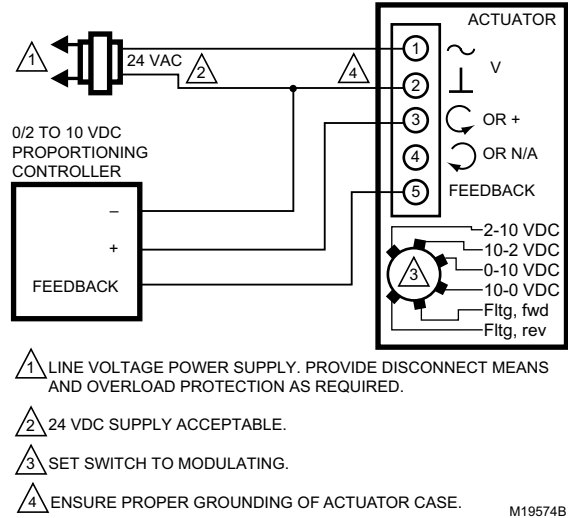 ACTUATOR
1
24 VAC
2
4
1
V
2
0/2 TO 10 VDC
PROPORTIONING
CONTROLLER
3
OR +
4
OR N/A
5
FEEDBACK
–
+
FEEDBACK
3
2-10 VDC
10-2 VDC
0-10 VDC
10-0 VDC
Fltg, fwd
Fltg, rev
1 LINE VOLTAGE POWER SUPPLY. PROVIDE DISCONNECT MEANS
AND OVERLOAD PROTECTION AS REQUIRED.
2 24 VDC SUPPLY ACCEPTABLE.
3 SET SWITCH TO MODULATING.
4 ENSURE PROPER GROUNDING OF ACTUATOR CASE.
M19574B